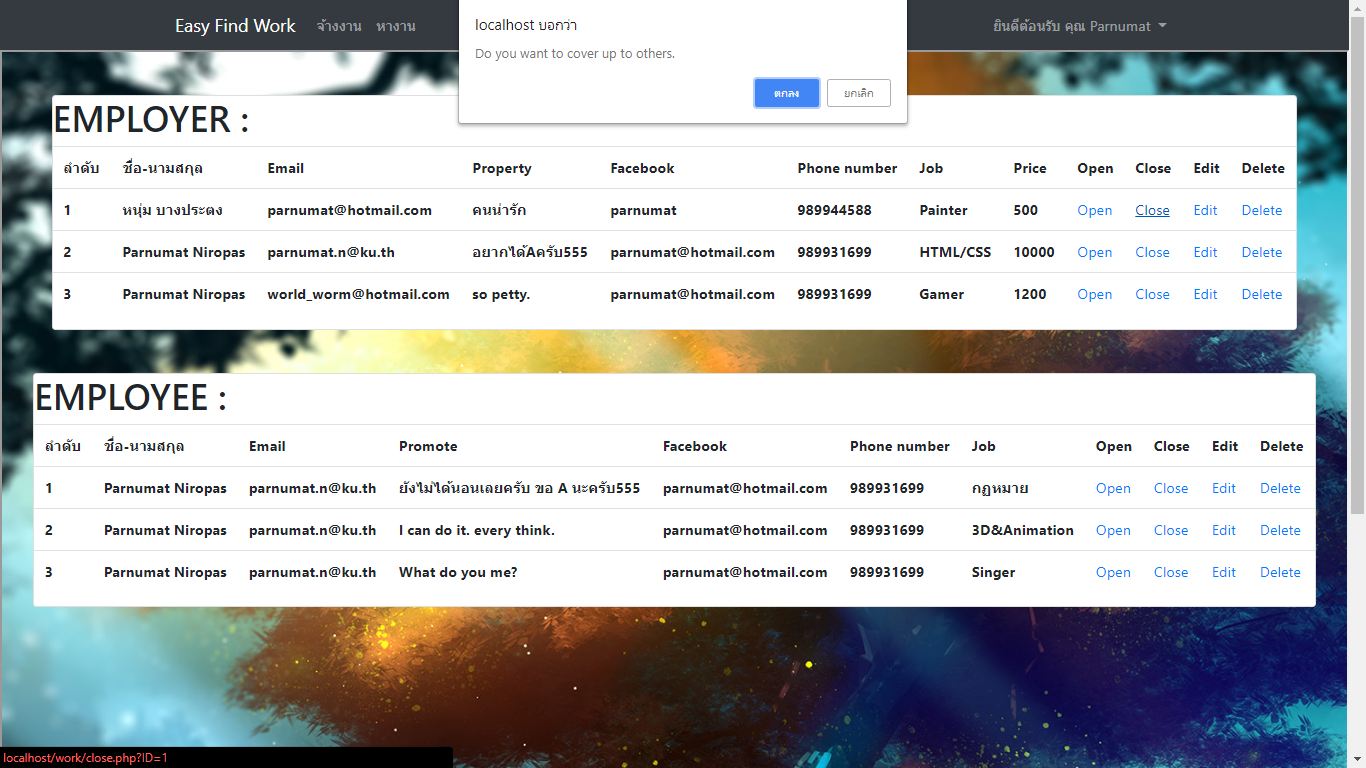 Easy Find Work จ้างงาน หางาน ยินดีต้อนรับ คุณ Parnumat
localhost บอกว่า
Do you want to cover up to others.
ตกลง ยกเลิก
EMPLOYER :
ลำดับ ชื่อ-นามสกุล Email Property Facebook Phone number Job Price Open Close Edit Delete
1 หนุ่ม บางประตง parnumat@hotmail.com คนน่ารัก parnumat 989944588 Painter 500 Open Close Edit Delete
2 Parnumat Niropas parnumat.n@ku.th อยากได้Aครับ555 parnumat@hotmail.com 989931699 HTML/CSS 10000 Open Close Edit Delete
3 Parnumat Niropas world_worm@hotmail.com so petty. parnumat@hotmail.com 989931699 Gamer 1200 Open Close Edit Delete
EMPLOYEE :
ลำดับ ชื่อ-นามสกุล Email Promote Facebook Phone number Job Open Close Edit Delete
1 Parnumat Niropas parnumat.n@ku.th ยังไม่ได้นอนเลยครับ ขอ A นะครับ555 parnumat@hotmail.com 989931699 กฏหมาย Open Close Edit Delete
2 Parnumat Niropas parnumat.n@ku.th I can do it. every think. parnumat@hotmail.com 989931699 3D&Animation Open Close Edit Delete
3 Parnumat Niropas parnumat.n@ku.th What do you me? parnumat@hotmail.com 989931699 Singer Open Close Edit Delete
localhost/work/close.php?ID=1